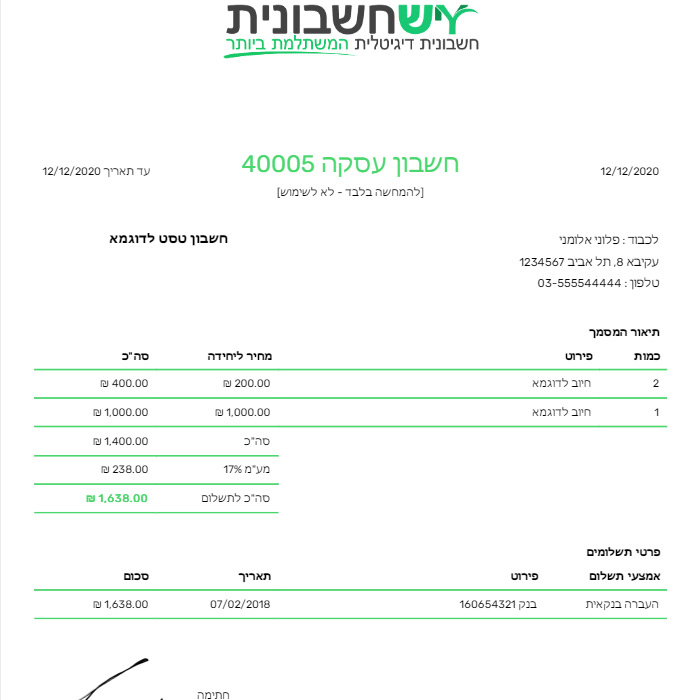 יש חשבונית
חשבונית דיגיטלית המשתלמת ביותר
12/12/2020 חשבון עסקה 40005 עד תאריך 12/12/2020
[להמחשה בלבד - לא לשימוש]
לכבוד : פלוני אלומני חשבון טסט לדוגמא
עקיבא 8, תל אביב 1234567
טלפון : 03-555544444
תיאור המסמך
כמות פירוט מחיר ליחידה סה"כ
2 חיוב לדוגמא 200.00 ₪ 400.00 ₪
1 חיוב לדוגמא 1,000.00 ₪ 1,000.00 ₪
סה"כ 1,400.00 ₪
מע"מ 17% 238.00 ₪
סה"כ לתשלום 1,638.00 ₪
פרטי תשלומים
אמצעי תשלום פירוט תאריך סכום
העברה בנקאית בנק 160654321 07/02/2018 1,638.00 ₪
חתימה